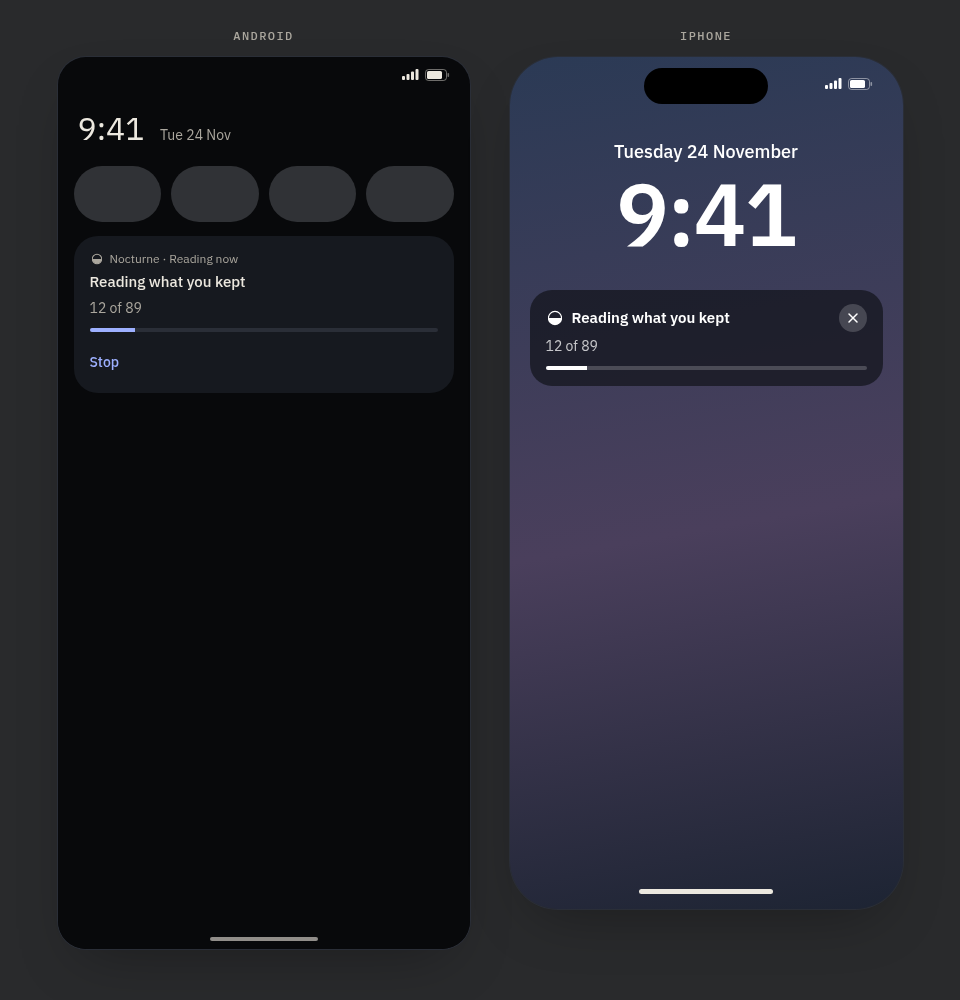 ANDROID
9:41 Tue 24 Nov
Nocturne · Reading now
Reading what you kept
12 of 89
Stop
IPHONE
Tuesday 24 November
9:41
Reading what you kept
12 of 89